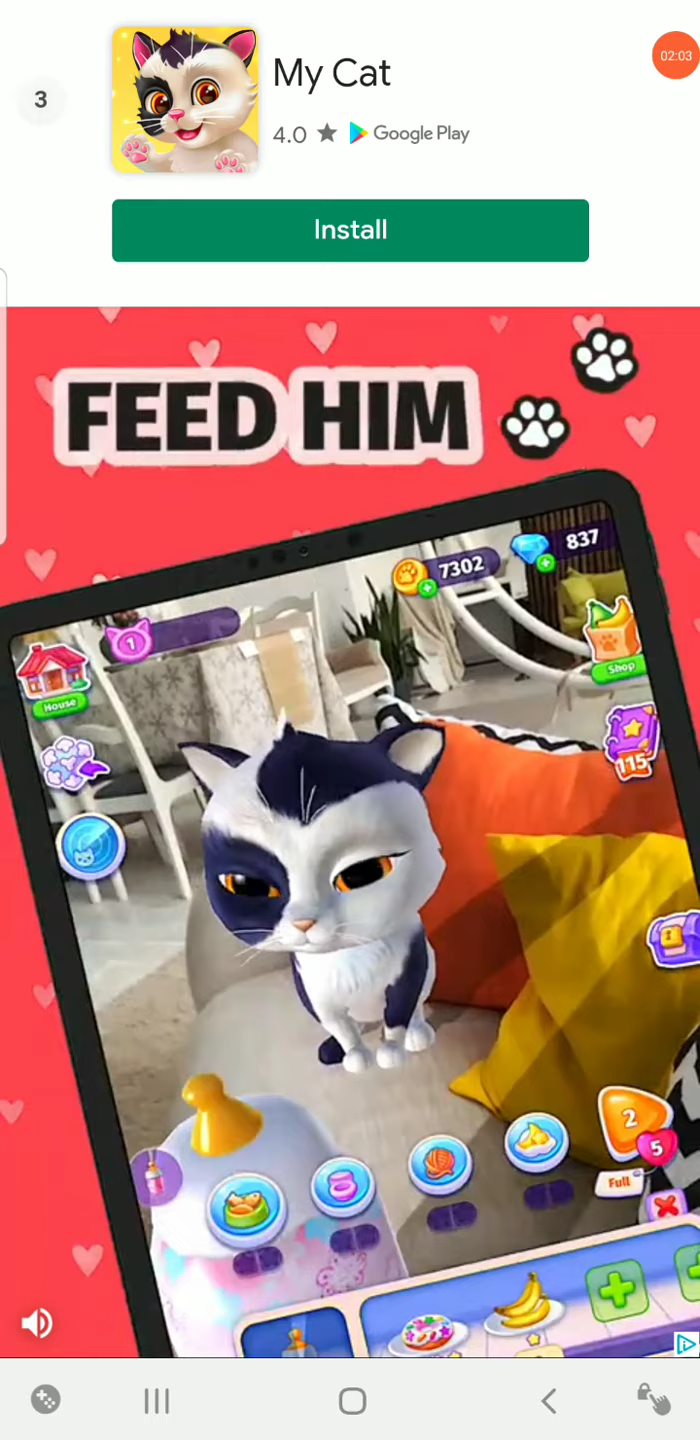 3
My Cat
02:03
4.0 ★ Google Play
Install
FEED HIM
7302
837
1
House
Shop
115
2
5
Full